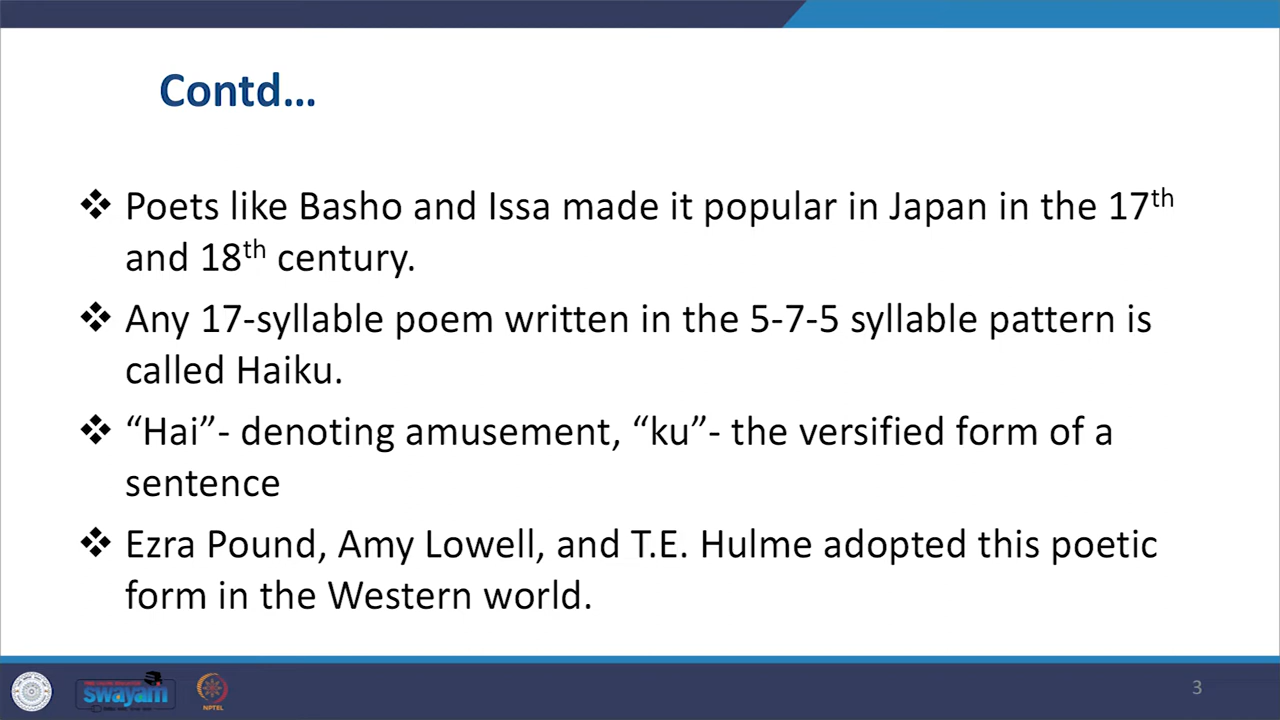 Contd...
❖ Poets like Basho and Issa made it popular in Japan in the 17th
and 18th century.
❖ Any 17-syllable poem written in the 5-7-5 syllable pattern is
called Haiku.
❖ “Hai”- denoting amusement, “ku”- the versified form of a
sentence
❖ Ezra Pound, Amy Lowell, and T.E. Hulme adopted this poetic
form in the Western world.
swayam
NPTEL
3